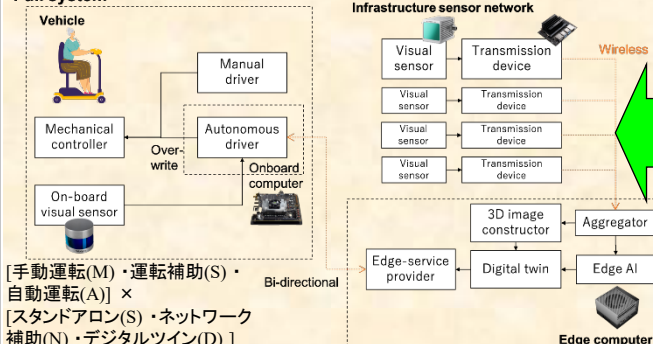 Full system
Vehicle
Manual
driver
Mechanical
controller
Autonomous
driver
Over-
write
Onboard
computer
On-board
visual sensor
[手動運転(M) ・運転補助(S) ・
自動運転(A)] ×
[スタンドアロン(S) ・ネットワーク
補助(N) ・デジタルツイン(D) ]
Bi-directional
Infrastructure sensor network
Visual
sensor
Transmission
device
Wireless
Visual
sensor
Transmission
device
Visual
sensor
Transmission
device
Visual
sensor
Transmission
device
3D image
constructor
Aggregator
Edge-service
provider
Digital twin
Edge AI
Edge computer